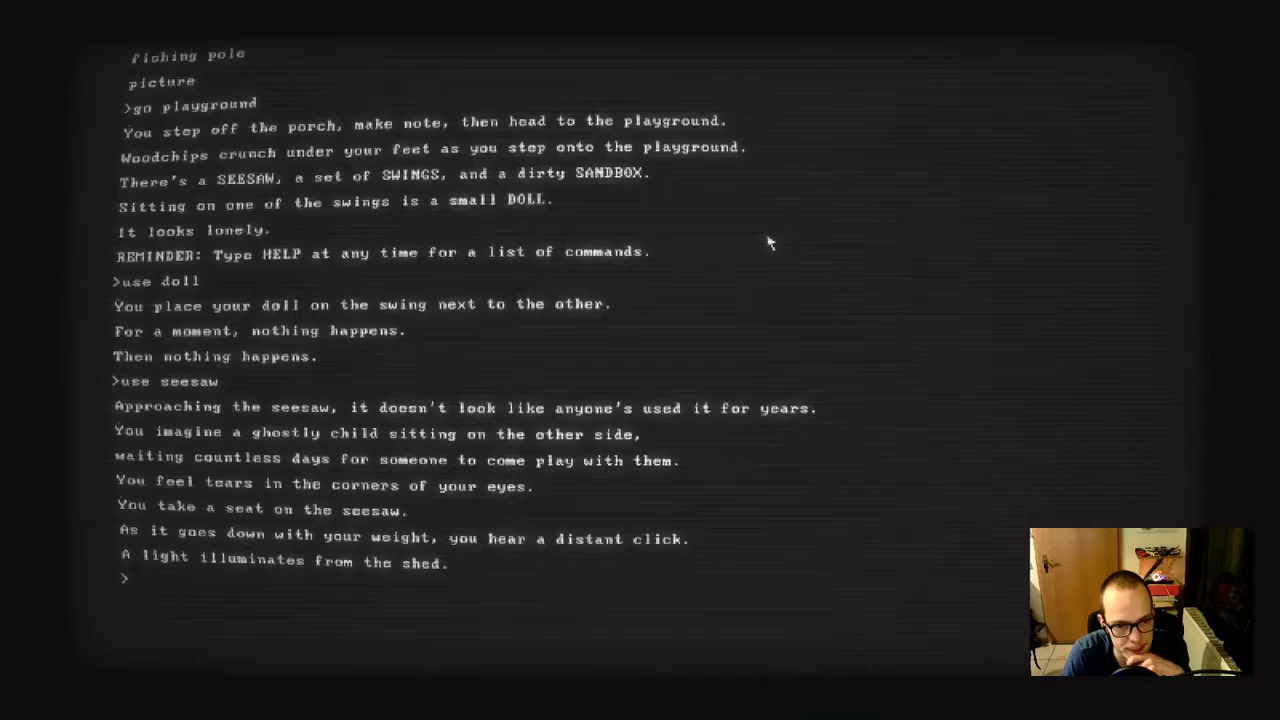 fishing pole
picture
>go playground
You step off the porch, make note, then head to the playground.
Woodchips crunch under your feet as you step onto the playground.
There's a SEESAW, a set of SWINGS, and a dirty SANDBOX.
Sitting on one of the swings is a small DOLL.
It looks lonely.
REMINDER: Type HELP at any time for a list of commands.
>use doll
You place your doll on the swing next to the other.
For a moment, nothing happens.
Then nothing happens.
>use seesaw
Approaching the seesaw, it doesn't look like anyone's used it for years.
You imagine a ghostly child sitting on the other side,
waiting countless days for someone to come play with them.
You feel tears in the corners of your eyes.
You take a seat on the seesaw.
As it goes down with your weight, you hear a distant click.
A light illuminates from the shed.
>